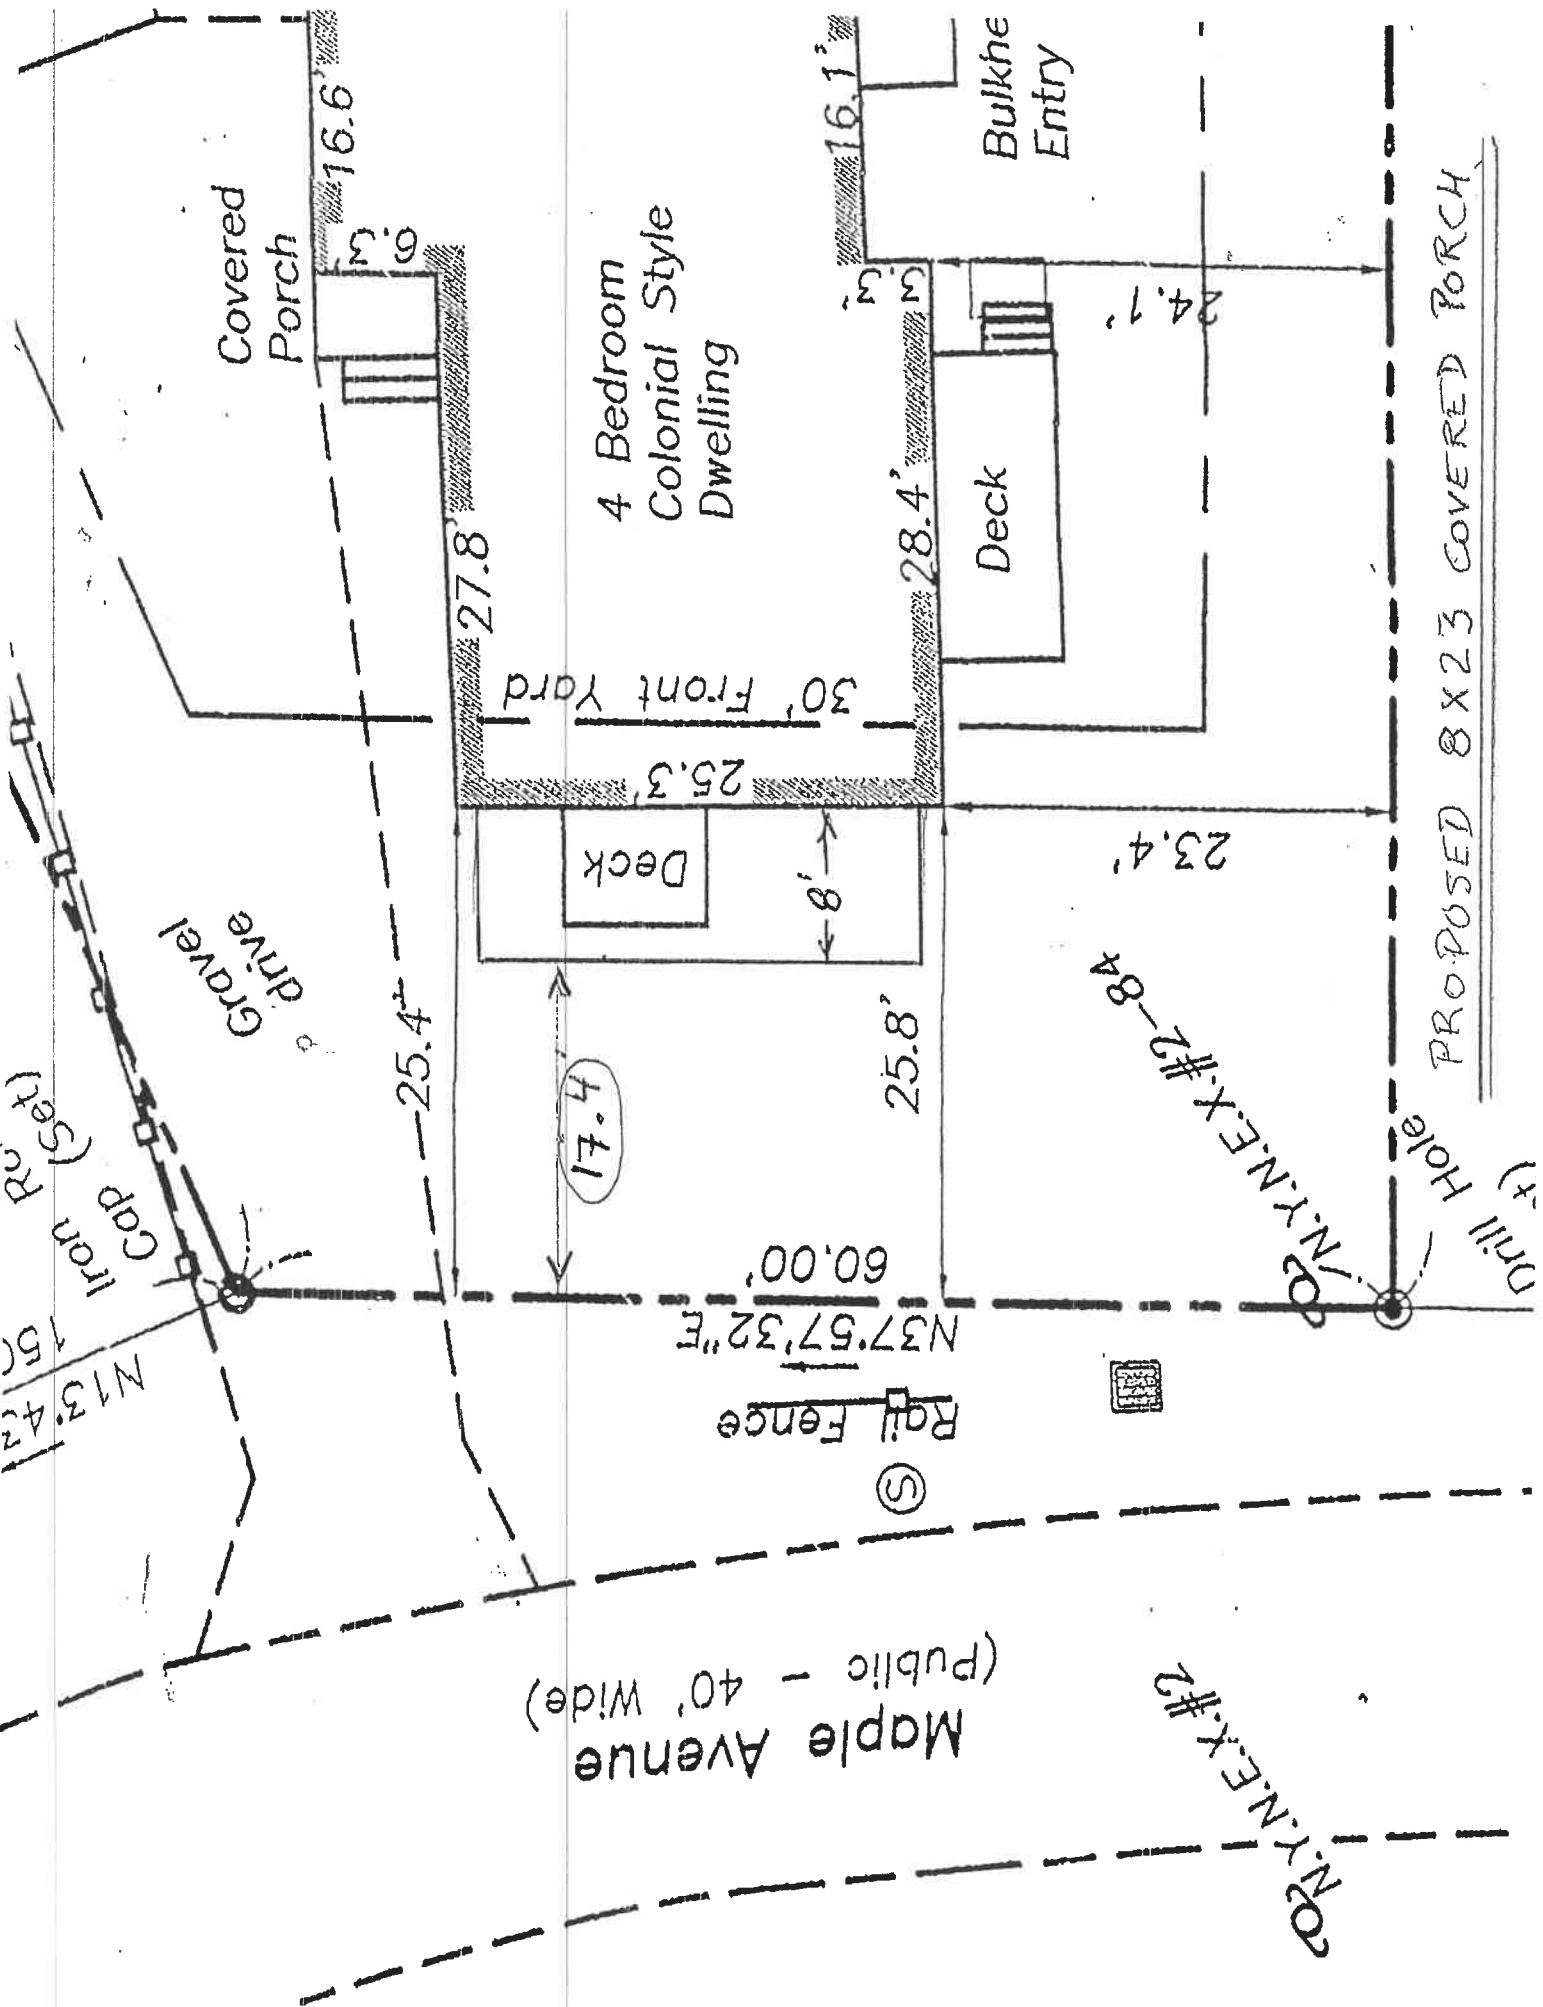 16.6'
Covered
Porch
6.3'
16.1'
Bulkhe
Entry
4 Bedroom
Colonial Style
Dwelling
3.3'
24.1'
27.8'
28.4'
Deck
30' Front Yard
25.3'
Deck
8'
23.4'
PROPOSED 8X23 COVERED PORCH
Gravel
drive
25.4'
25.8'
17.4'
N.Y.N.E.X.#2-84
Iron
Cap (Set)
Drill Hole
60.00'
N37°57'32"E
Rail Fence
S
Maple Avenue
(Public - 40' Wide)
N.Y.N.E.X.#2